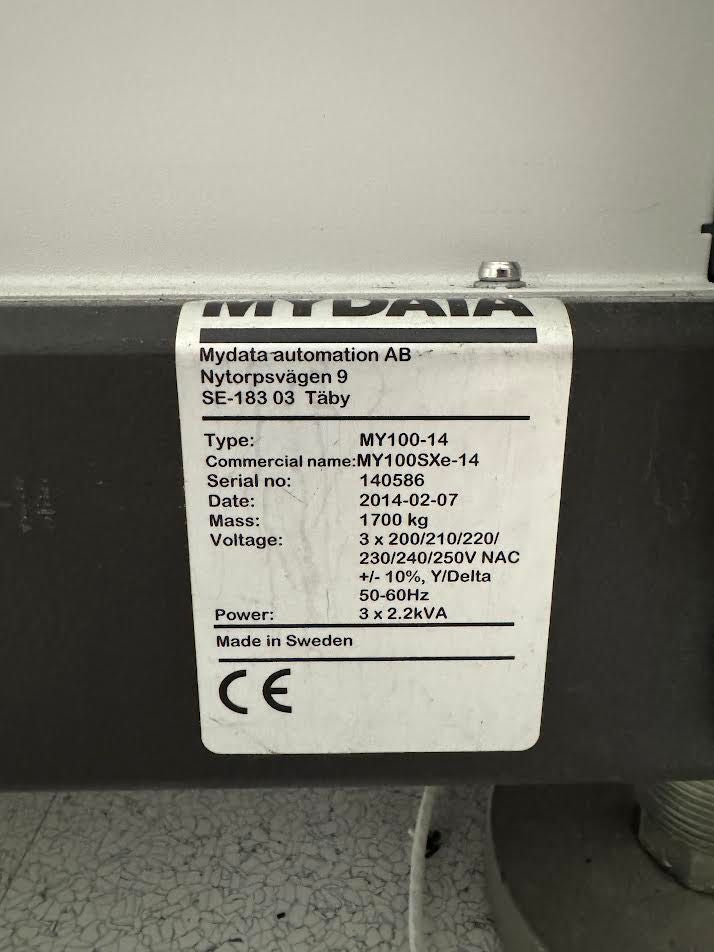 MYDATA
Mydata automation AB
Nytorpsvägen 9
SE-183 03 Täby
Type: MY100-14
Commercial name: MY100SXe-14
Serial no: 140586
Date: 2014-02-07
Mass: 1700 kg
Voltage: 3 x 200/210/220/
230/240/250V NAC
+/- 10%, Y/Delta
50-60Hz
Power: 3 x 2.2kVA
Made in Sweden
CE